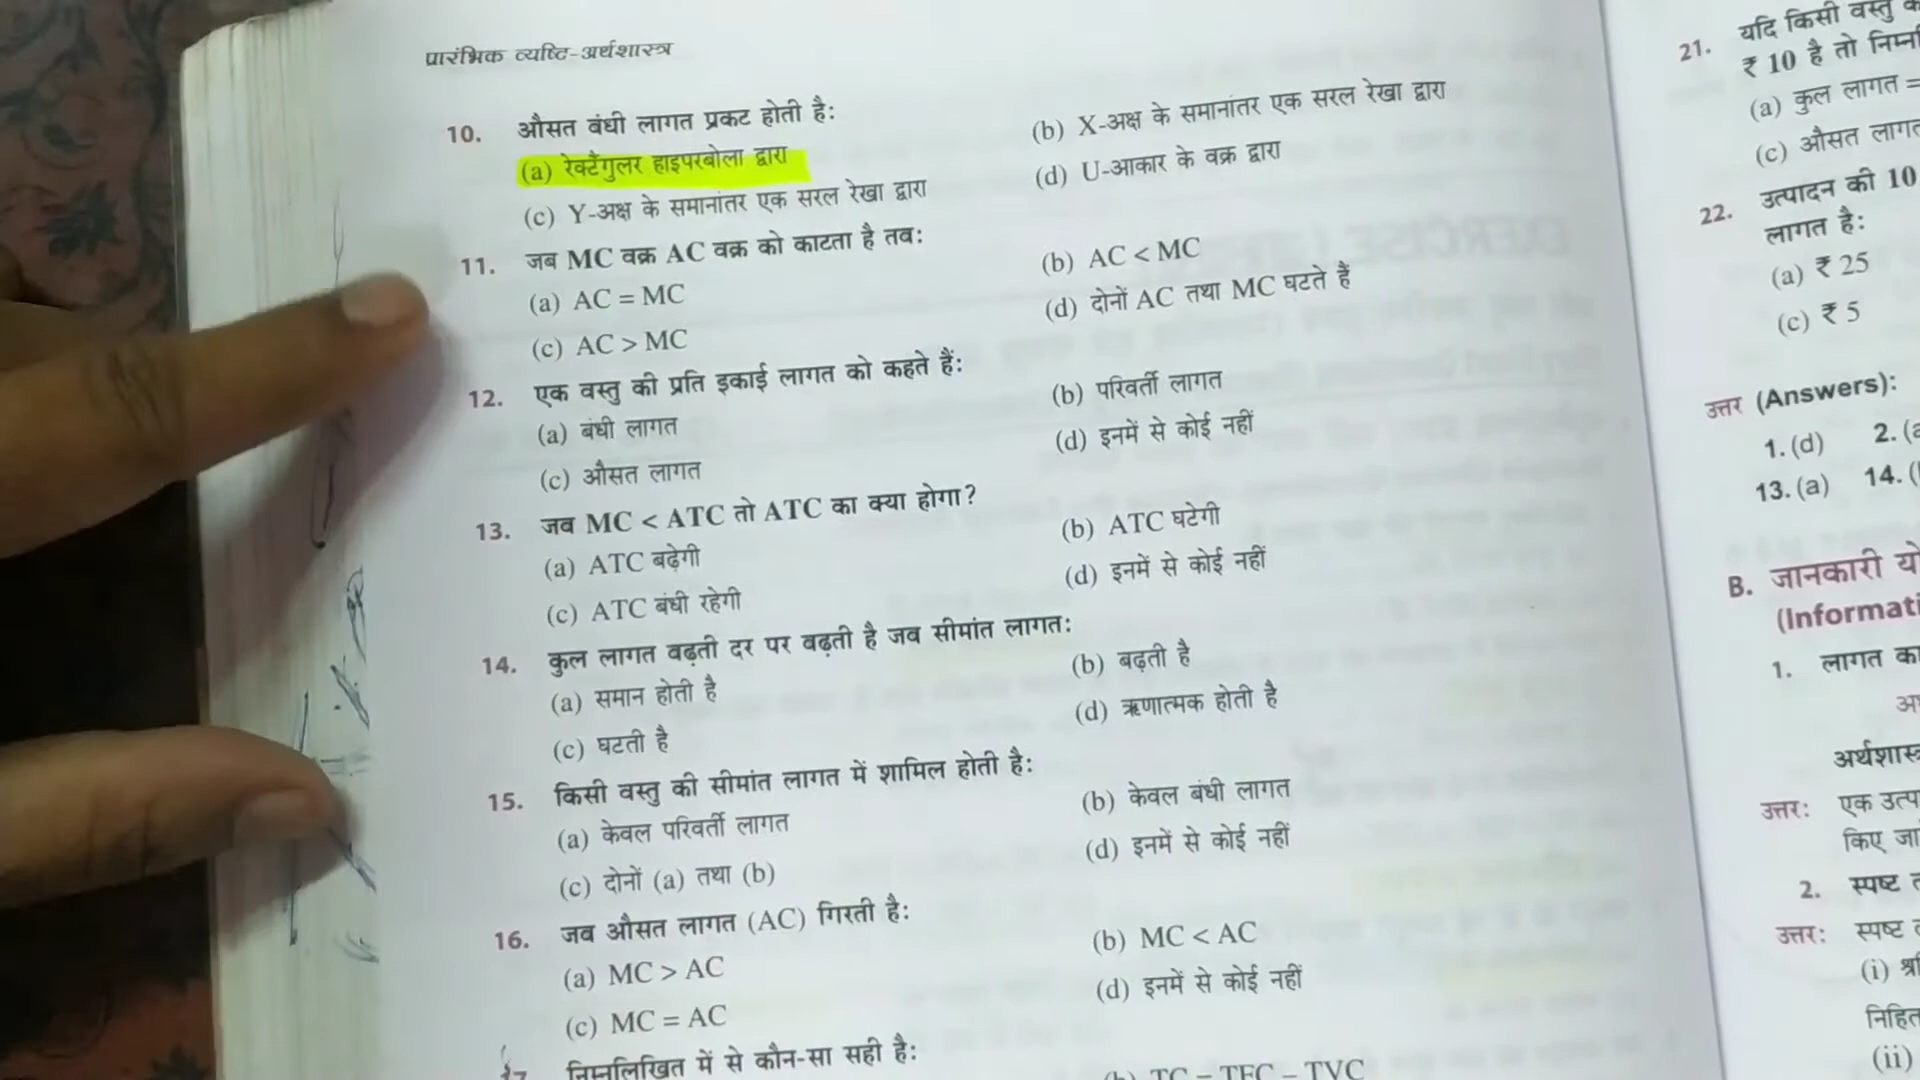 प्रारंभिक व्यष्टि-अर्थशास्त्र
10. औसत बंधी लागत प्रकट होती है:
(a) रेक्टैंगुलर हाइपरबोला द्वारा
(b) X-अक्ष के समानांतर एक सरल रेखा द्वारा
(c) Y-अक्ष के समानांतर एक सरल रेखा द्वारा
(d) U-आकार के वक्र द्वारा
11. जब MC वक्र AC वक्र को काटता है तब:
(a) AC = MC
(b) AC < MC
(c) AC > MC
(d) दोनों AC तथा MC घटते हैं
12. एक वस्तु की प्रति इकाई लागत को कहते हैं:
(a) बंधी लागत
(b) परिवर्ती लागत
(c) औसत लागत
(d) इनमें से कोई नहीं
13. जब MC < ATC तो ATC का क्या होगा?
(a) ATC बढ़ेगी
(b) ATC घटेगी
(c) ATC बंधी रहेगी
(d) इनमें से कोई नहीं
14. कुल लागत बढ़ती दर पर बढ़ती है जब सीमांत लागत:
(a) समान होती है
(b) बढ़ती है
(c) घटती है
(d) ऋणात्मक होती है
15. किसी वस्तु की सीमांत लागत में शामिल होती है:
(a) केवल परिवर्ती लागत
(b) केवल बंधी लागत
(c) दोनों (a) तथा (b)
(d) इनमें से कोई नहीं
16. जब औसत लागत (AC) गिरती है:
(a) MC > AC
(b) MC < AC
(c) MC = AC
(d) इनमें से कोई नहीं
निम्नलिखित में से कौन-सा सही है:
TC – TFC – TVC
21. यदि किसी वस्तु
₹ 10 है तो
(a) कुल लागत =
(c) औसत
22. उत्पादन की 10
लागत है:
(a) ₹ 25
(c) ₹ 5
उत्तर (Answers):
1. (d) 2.
13. (a) 14.
B. जानकारी
1. लागत
उत्तर: एक
किए
2. स्पष्ट
उत्तर: स्पष्ट
(i)
(ii)